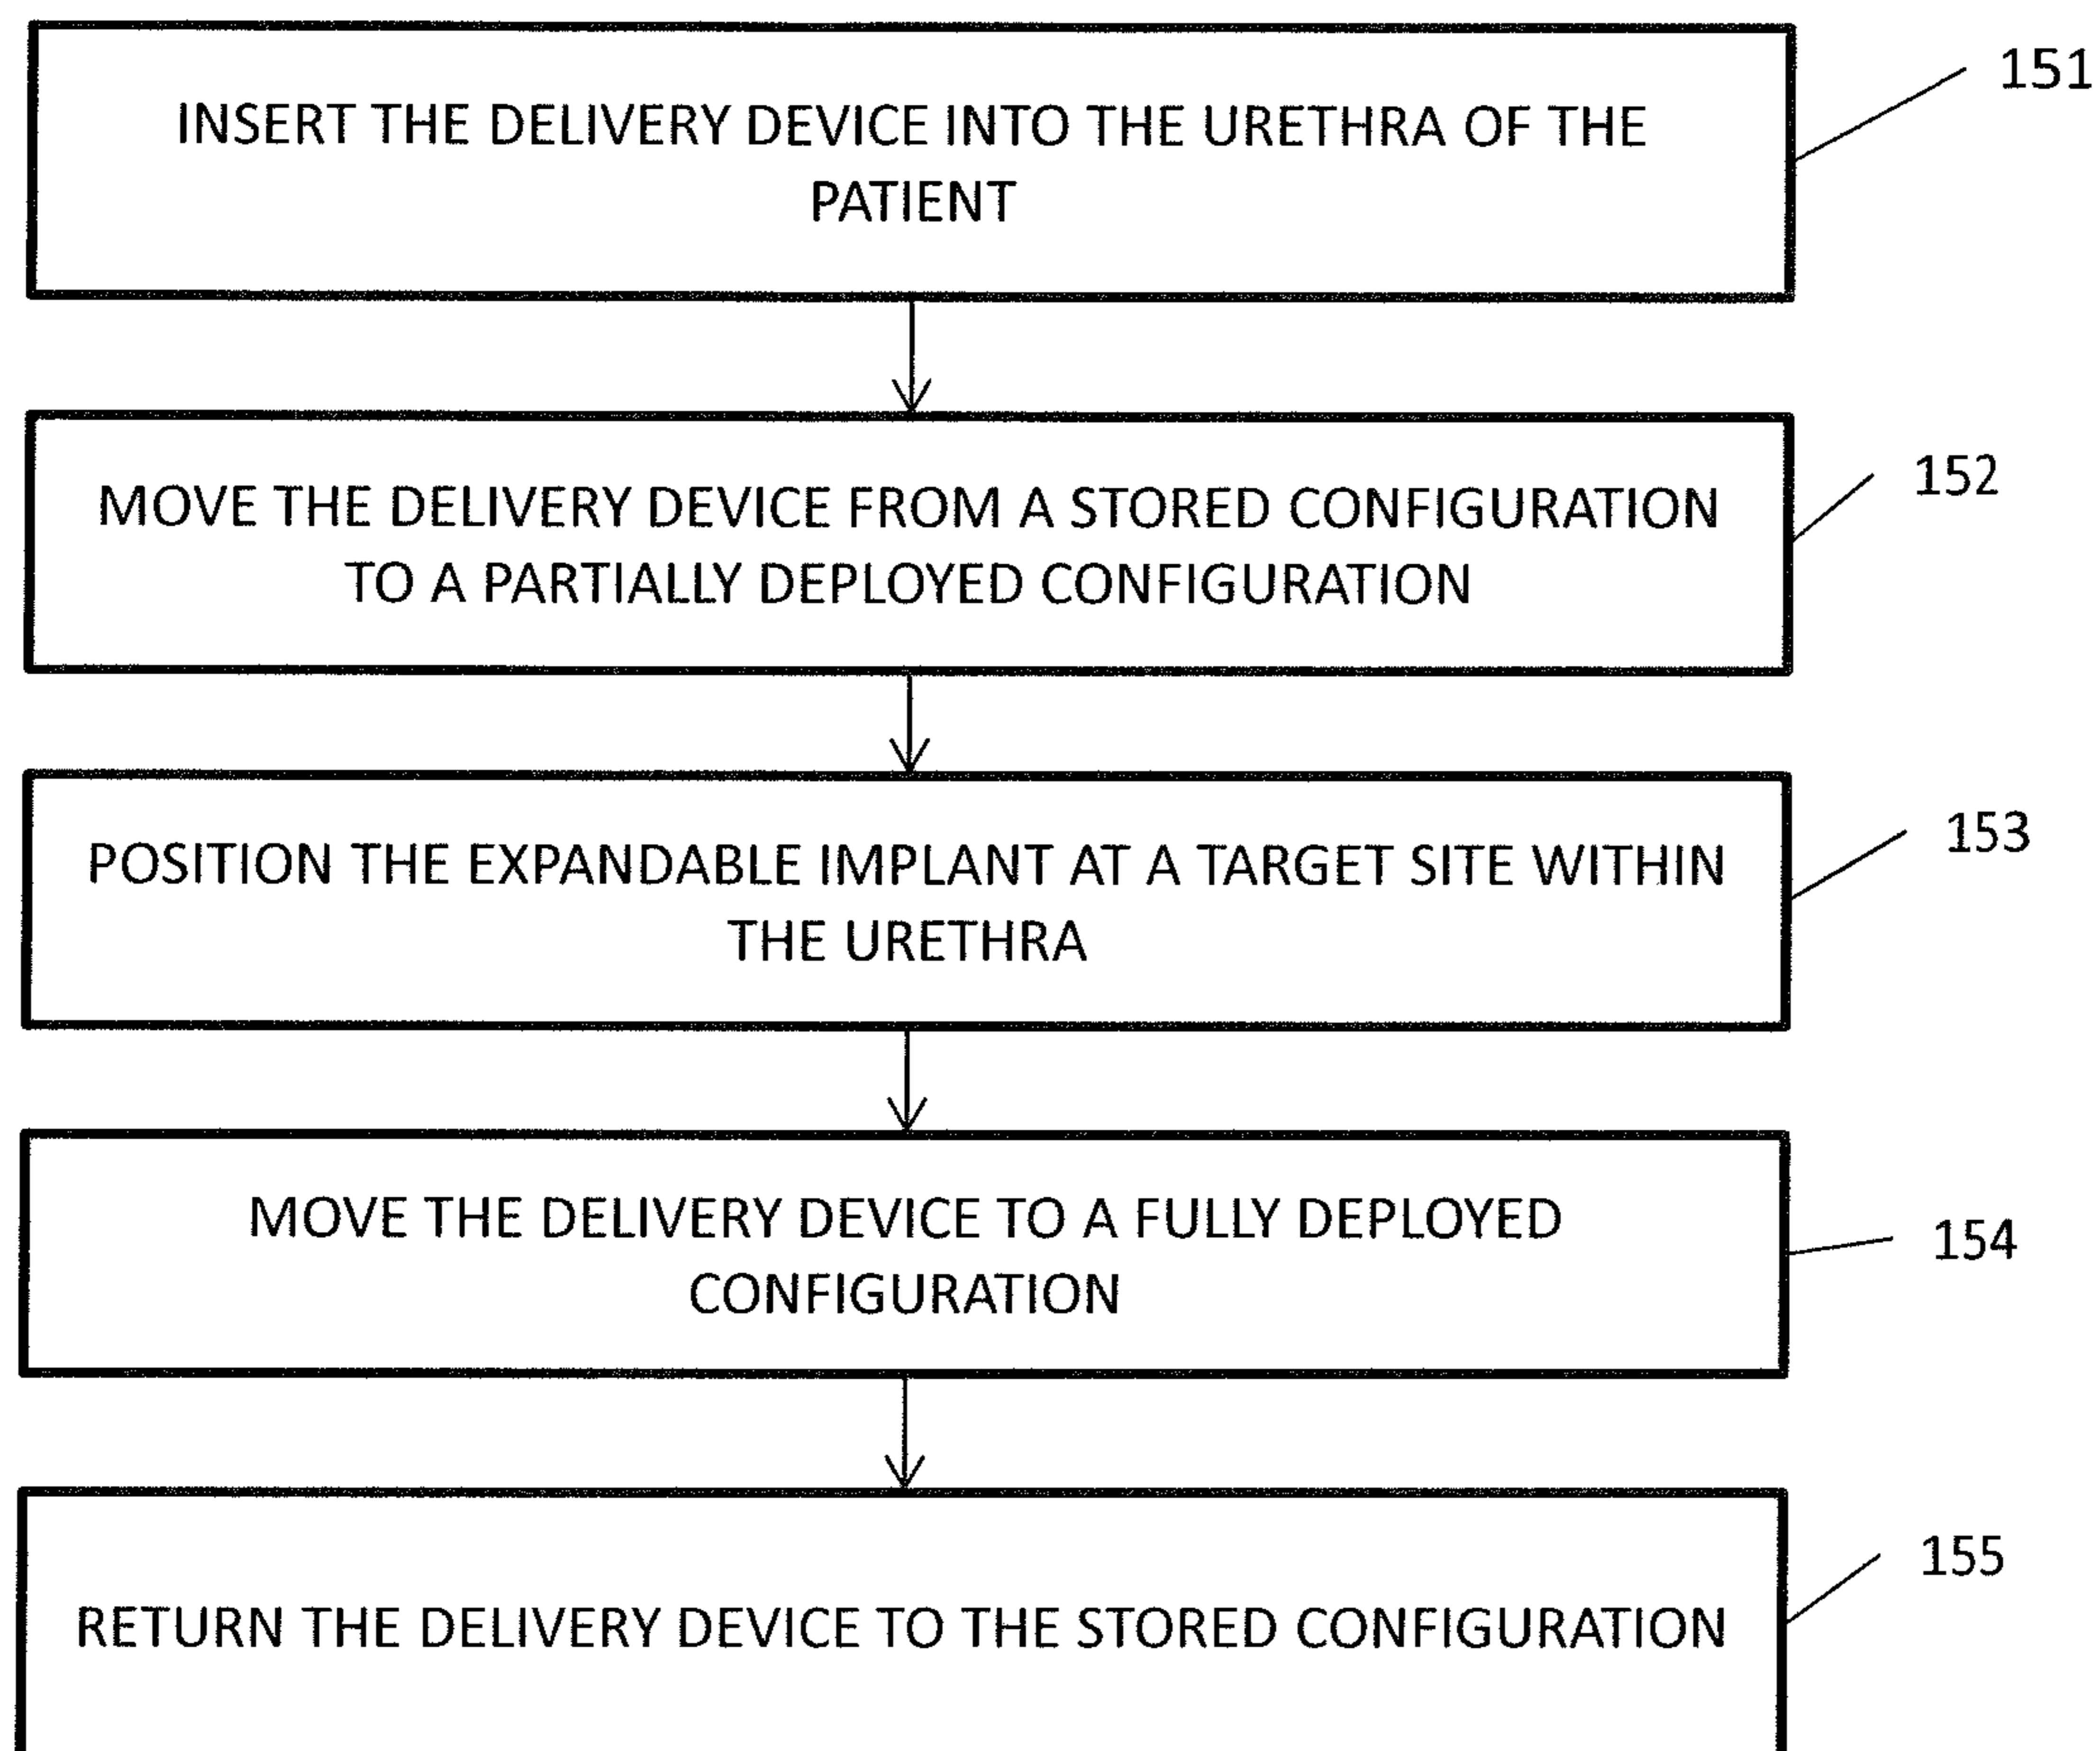 INSERT THE DELIVERY DEVICE INTO THE URETHRA OF THE
PATIENT
151
MOVE THE DELIVERY DEVICE FROM A STORED CONFIGURATION
TO A PARTIALLY DEPLOYED CONFIGURATION
152
POSITION THE EXPANDABLE IMPLANT AT A TARGET SITE WITHIN
THE URETHRA
153
MOVE THE DELIVERY DEVICE TO A FULLY DEPLOYED
CONFIGURATION
154
RETURN THE DELIVERY DEVICE TO THE STORED CONFIGURATION
155